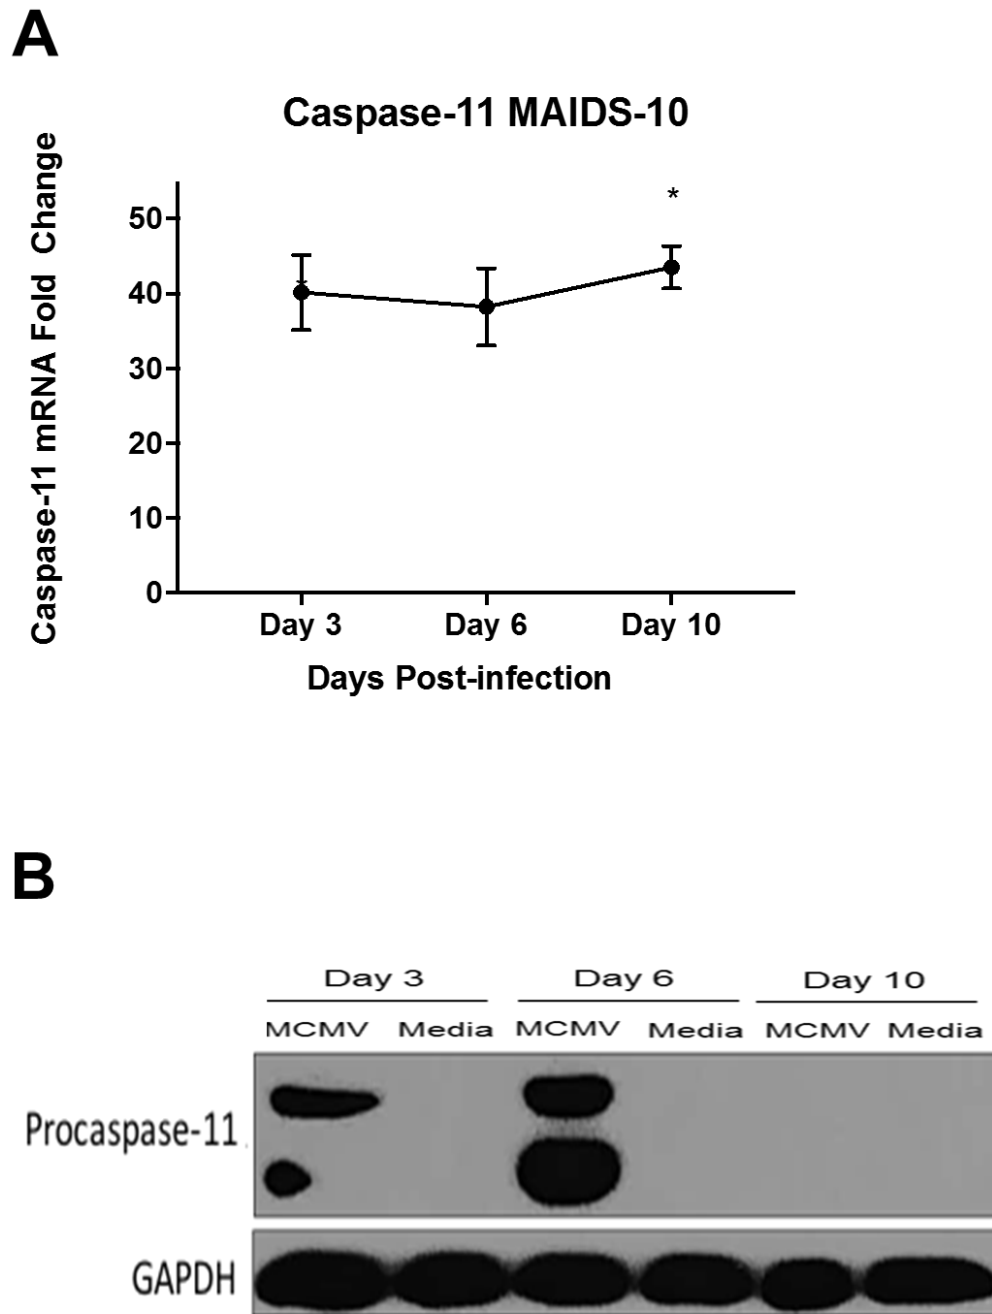 A
Caspase-11 MAIDS-10
Caspase-11 mRNA Fold Change
*
50
40
30
20
10
0
Day 3 Day 6 Day 10
Days Post-infection
B
Day 3 Day 6 Day 10
MCMV Media MCMV Media MCMV Media
Procaspase-11
GAPDH